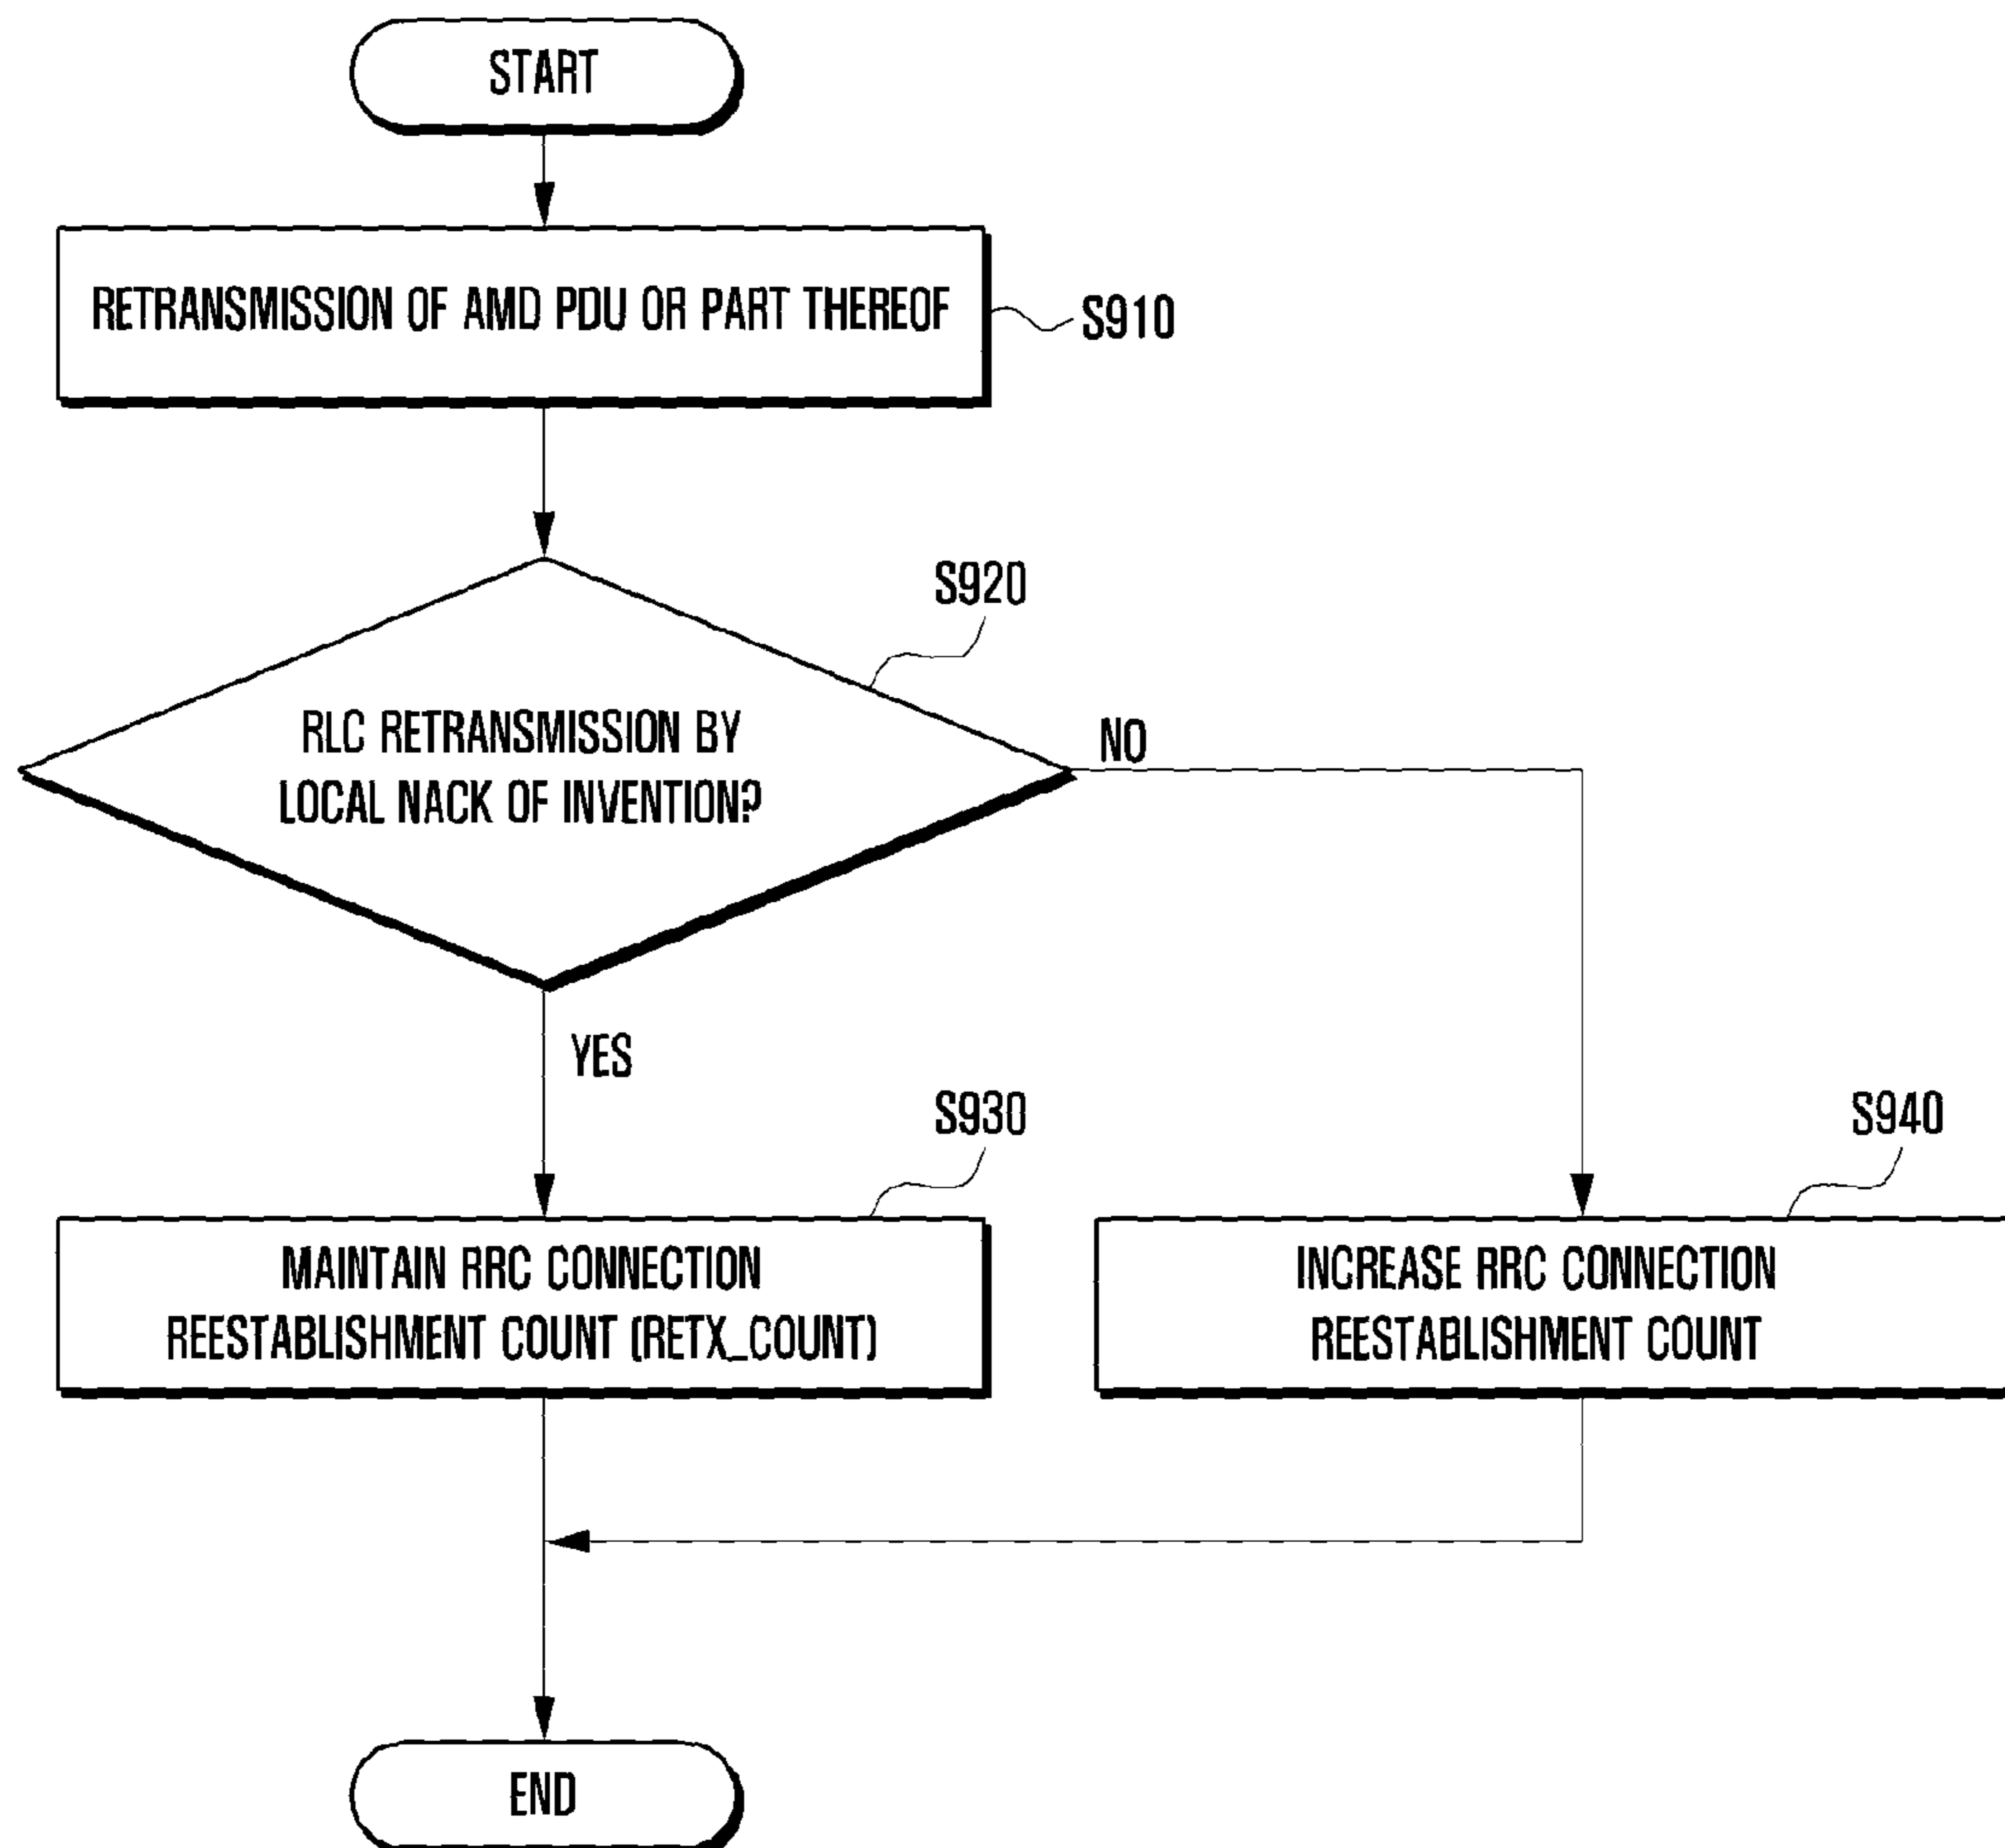 START
RETRANSMISSION OF AMD PDU OR PART THEREOF
S910
S920
RLC RETRANSMISSION BY
LOCAL NACK OF INVENTION?
NO
YES
S930
MAINTAIN RRC CONNECTION
REESTABLISHMENT COUNT (RETX_COUNT)
S940
INCREASE RRC CONNECTION
REESTABLISHMENT COUNT
END